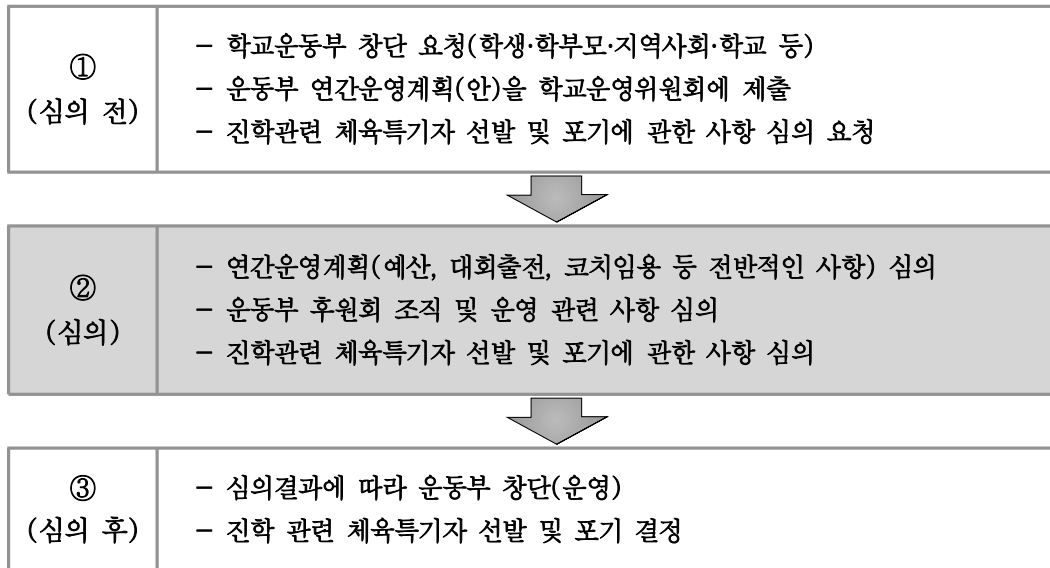 ①
(심의 전)
– 학교운동부 창단 요청(학생·학부모·지역사회·학교 등)
– 운동부 연간운영계획(안)을 학교운영위원회에 제출
– 진학관련 체육특기자 선발 및 포기에 관한 사항 심의 요청
②
(심의)
– 연간운영계획(예산, 대회출전, 코치임용 등 전반적인 사항) 심의
– 운동부 후원회 조직 및 운영 관련 사항 심의
– 진학관련 체육특기자 선발 및 포기에 관한 사항 심의
③
(심의 후)
– 심의결과에 따라 운동부 창단(운영)
– 진학 관련 체육특기자 선발 및 포기 결정